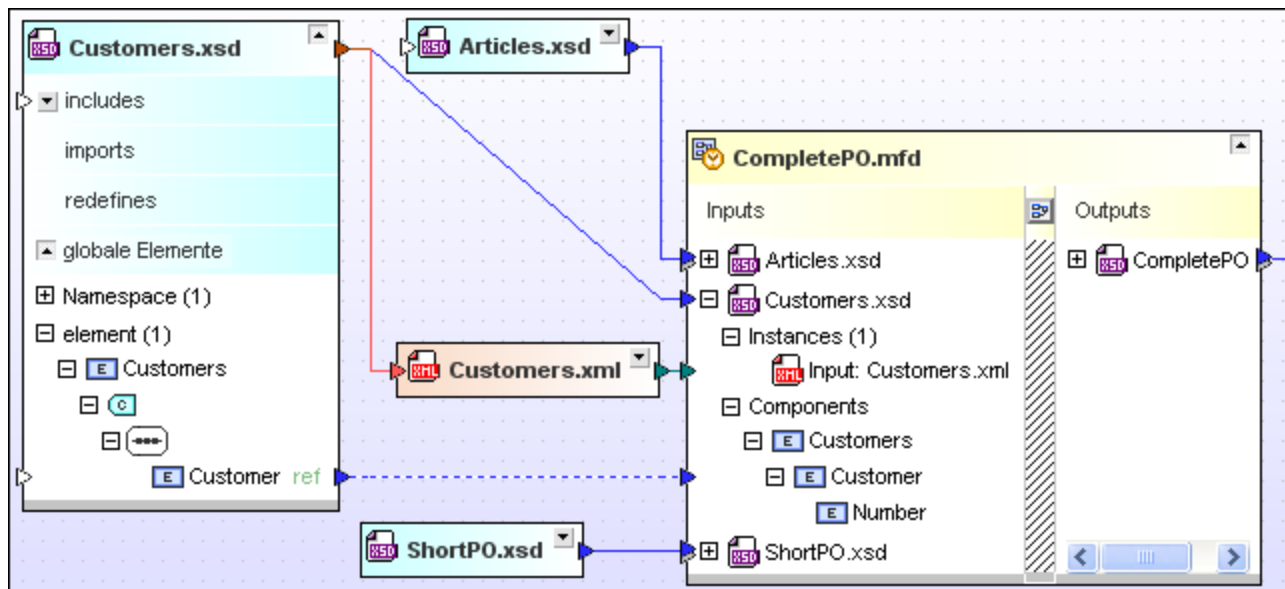 Customers.xsd
includes
imports
redefines
globale Elemente
Namespace (1)
element (1)
E Customers
C
E Customer ref
Articles.xsd
Customers.xml
ShortPO.xsd
CompletePO.mfd
Inputs
Articles.xsd
Customers.xsd
Instances (1)
Input: Customers.xml
Components
E Customers
E Customer
E Number
ShortPO.xsd
Outputs
CompletePO